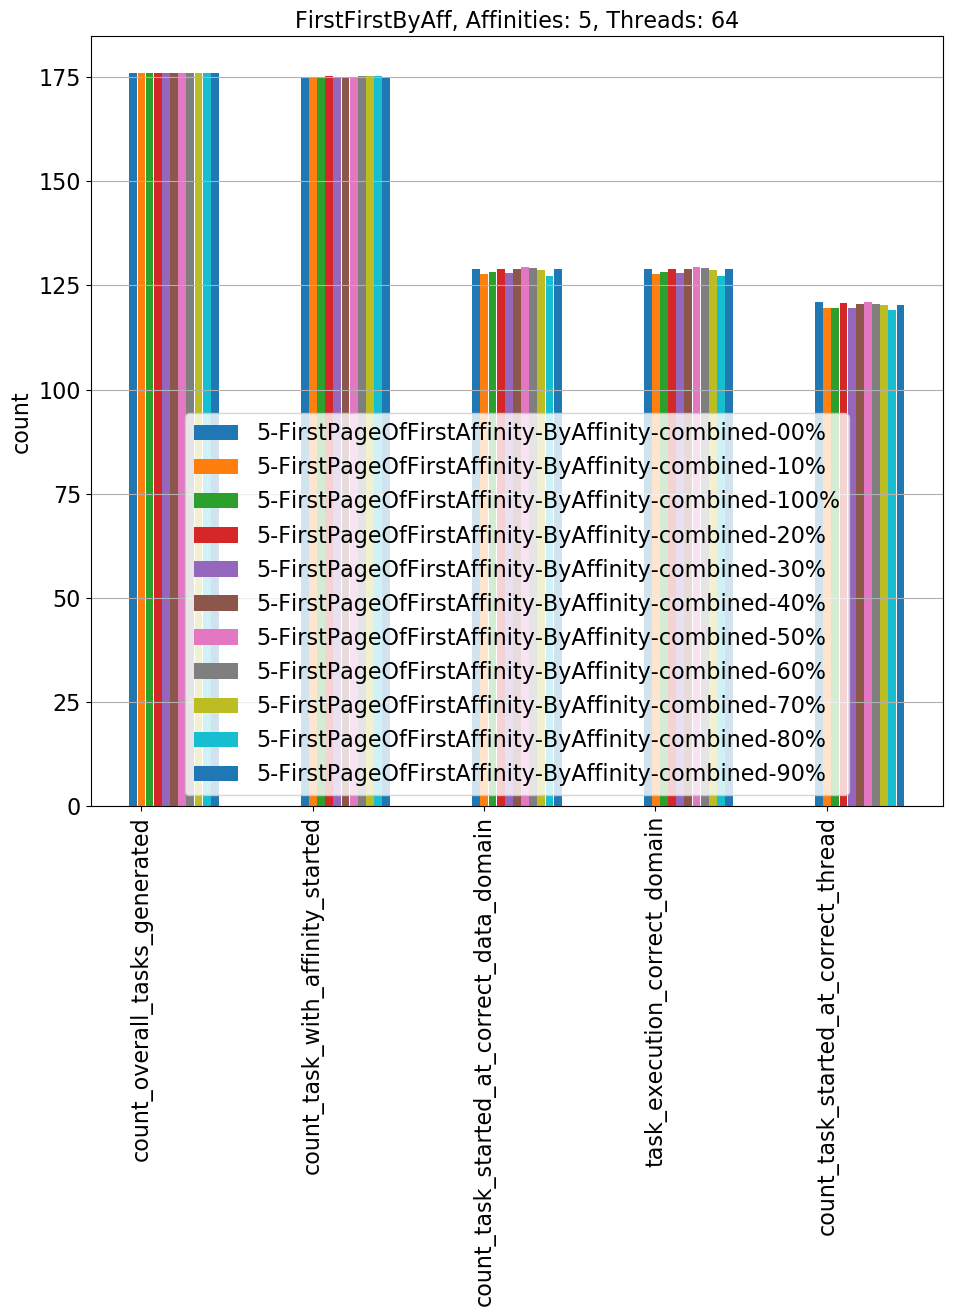 FirstFirstByAff, Affinities: 5, Threads: 64
175
150
125
100
75
50
25
0
count
5-FirstPageOfFirstAffinity-ByAffinity-combined-00%
5-FirstPageOfFirstAffinity-ByAffinity-combined-10%
5-FirstPageOfFirstAffinity-ByAffinity-combined-100%
5-FirstPageOfFirstAffinity-ByAffinity-combined-20%
5-FirstPageOfFirstAffinity-ByAffinity-combined-30%
5-FirstPageOfFirstAffinity-ByAffinity-combined-40%
5-FirstPageOfFirstAffinity-ByAffinity-combined-50%
5-FirstPageOfFirstAffinity-ByAffinity-combined-60%
5-FirstPageOfFirstAffinity-ByAffinity-combined-70%
5-FirstPageOfFirstAffinity-ByAffinity-combined-80%
5-FirstPageOfFirstAffinity-ByAffinity-combined-90%
count_overall_tasks_generated
count_task_with_affinity_started
count_task_started_at_correct_data_domain
task_execution_correct_domain
count_task_started_at_correct_thread